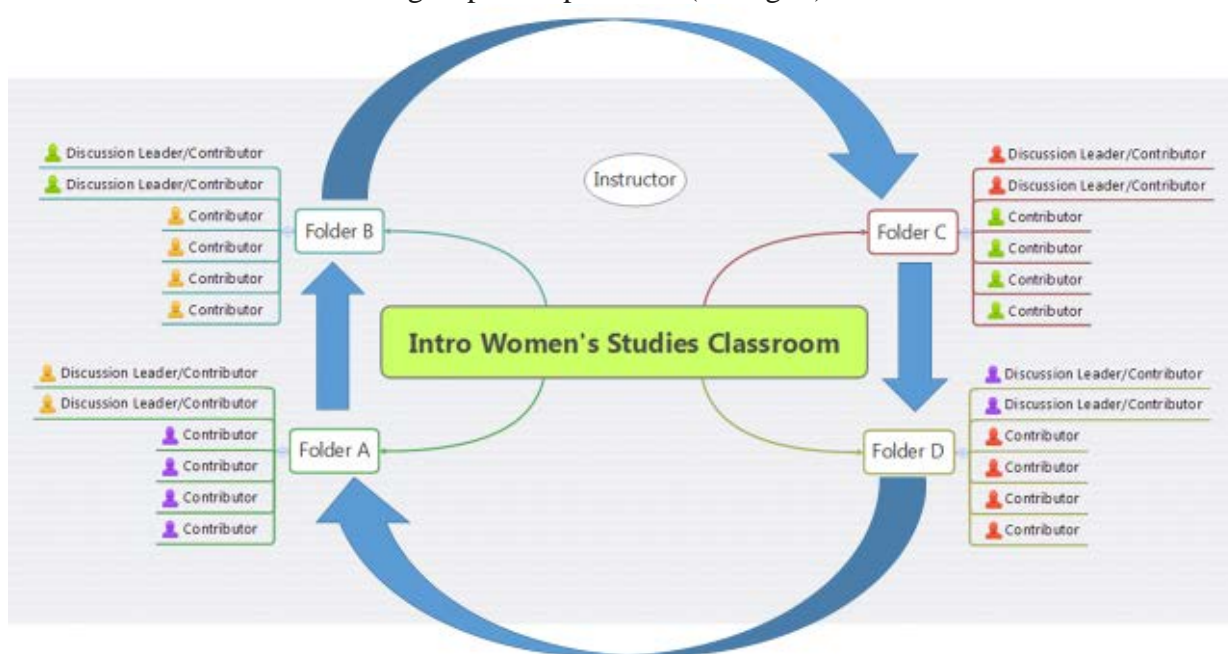 Discussion Leader/Contributor
Discussion Leader/Contributor
Contributor
Contributor
Contributor
Contributor
Folder B
Instructor
Discussion Leader/Contributor
Discussion Leader/Contributor
Contributor
Contributor
Contributor
Contributor
Folder C
Intro Women's Studies Classroom
Discussion Leader/Contributor
Discussion Leader/Contributor
Contributor
Contributor
Contributor
Contributor
Folder A
Discussion Leader/Contributor
Discussion Leader/Contributor
Contributor
Contributor
Contributor
Contributor
Folder D